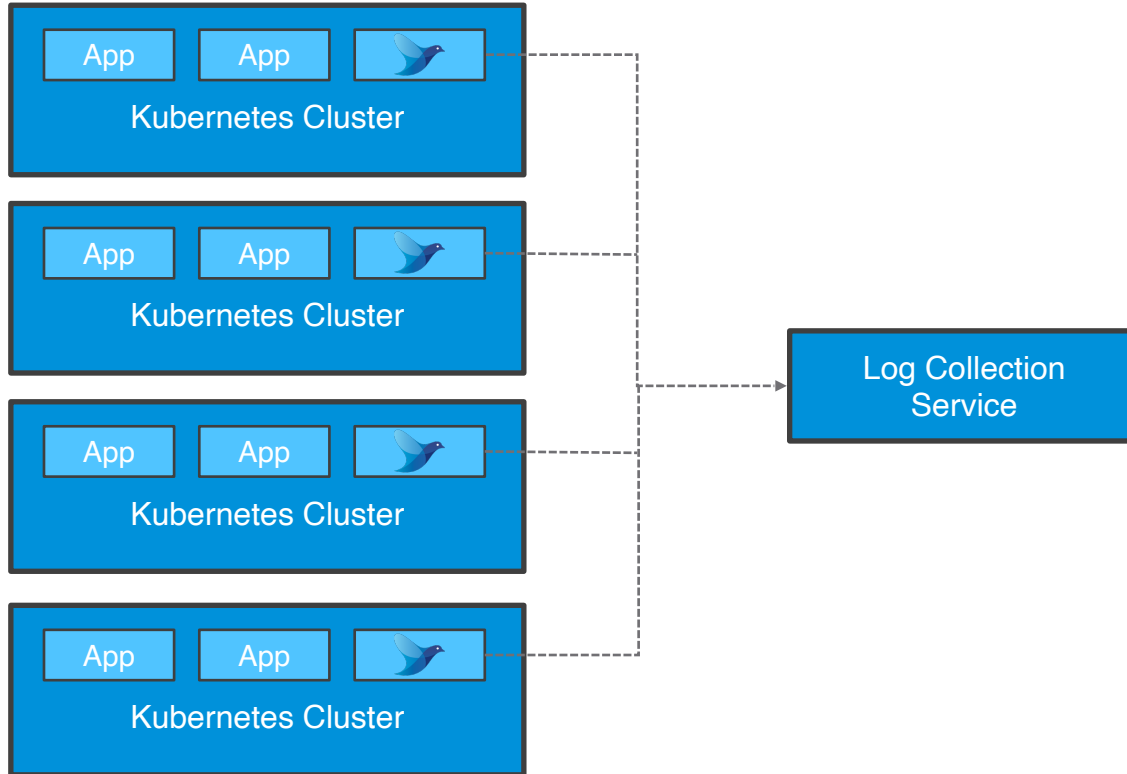 App
App
Kubernetes Cluster
App
App
Kubernetes Cluster
App
App
Kubernetes Cluster
App
App
Kubernetes Cluster
Log Collection
Service